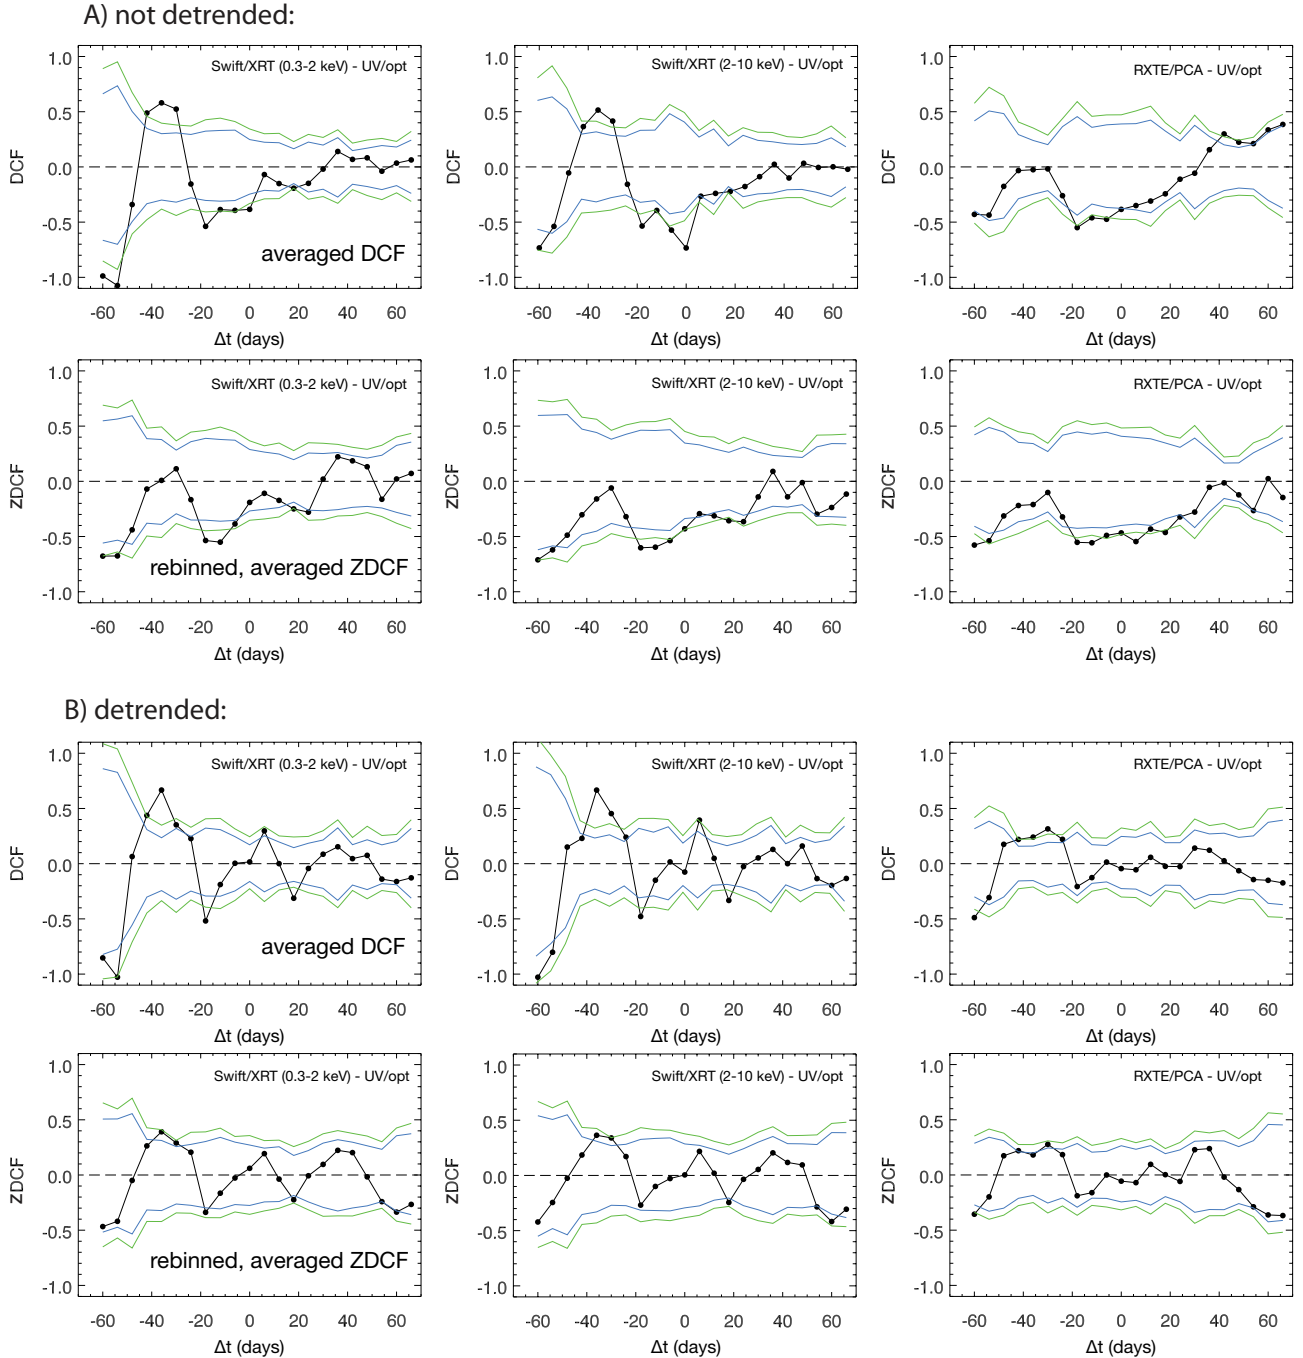 A) not detrended:
Swift/XRT (0.3-2 keV) - UV/opt
Swift/XRT (2-10 keV) - UV/opt
RXTE/PCA - UV/opt
1.0 1.0 1.0
0.5 0.5 0.5
0.0 0.0 0.0
-0.5 -0.5 -0.5
-1.0 -1.0 -1.0
DCF DCF DCF
averaged DCF
-60 -40 -20 0 20 40 60
-60 -40 -20 0 20 40 60
-60 -40 -20 0 20 40 60
Δt (days) Δt (days) Δt (days)
Swift/XRT (0.3-2 keV) - UV/opt
Swift/XRT (2-10 keV) - UV/opt
RXTE/PCA - UV/opt
1.0 1.0 1.0
0.5 0.5 0.5
0.0 0.0 0.0
-0.5 -0.5 -0.5
-1.0 -1.0 -1.0
ZDCF ZDCF ZDCF
rebinned, averaged ZDCF
-60 -40 -20 0 20 40 60
-60 -40 -20 0 20 40 60
-60 -40 -20 0 20 40 60
Δt (days) Δt (days) Δt (days)
B) detrended:
Swift/XRT (0.3-2 keV) - UV/opt
Swift/XRT (2-10 keV) - UV/opt
RXTE/PCA - UV/opt
1.0 1.0 1.0
0.5 0.5 0.5
0.0 0.0 0.0
-0.5 -0.5 -0.5
-1.0 -1.0 -1.0
DCF DCF DCF
averaged DCF
-60 -40 -20 0 20 40 60
-60 -40 -20 0 20 40 60
-60 -40 -20 0 20 40 60
Δt (days) Δt (days) Δt (days)
Swift/XRT (0.3-2 keV) - UV/opt
Swift/XRT (2-10 keV) - UV/opt
RXTE/PCA - UV/opt
1.0 1.0 1.0
0.5 0.5 0.5
0.0 0.0 0.0
-0.5 -0.5 -0.5
-1.0 -1.0 -1.0
ZDCF ZDCF ZDCF
rebinned, averaged ZDCF
-60 -40 -20 0 20 40 60
-60 -40 -20 0 20 40 60
-60 -40 -20 0 20 40 60
Δt (days) Δt (days) Δt (days)